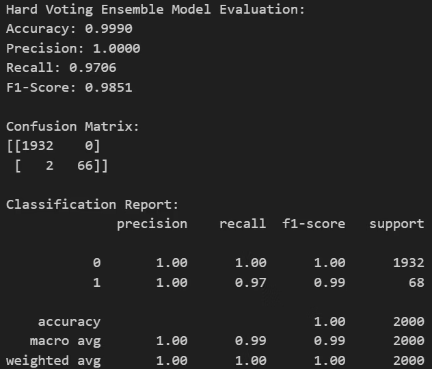 Hard Voting Ensemble Model Evaluation:
Accuracy: 0.9990
Precision: 1.0000
Recall: 0.9706
F1-Score: 0.9851
Confusion Matrix:
[[1932 0]
[ 2 66]]
Classification Report:
precision recall f1-score support
0 1.00 1.00 1.00 1932
1 1.00 0.97 0.99 68
accuracy 1.00 2000
macro avg 1.00 0.99 0.99 2000
weighted avg 1.00 1.00 1.00 2000